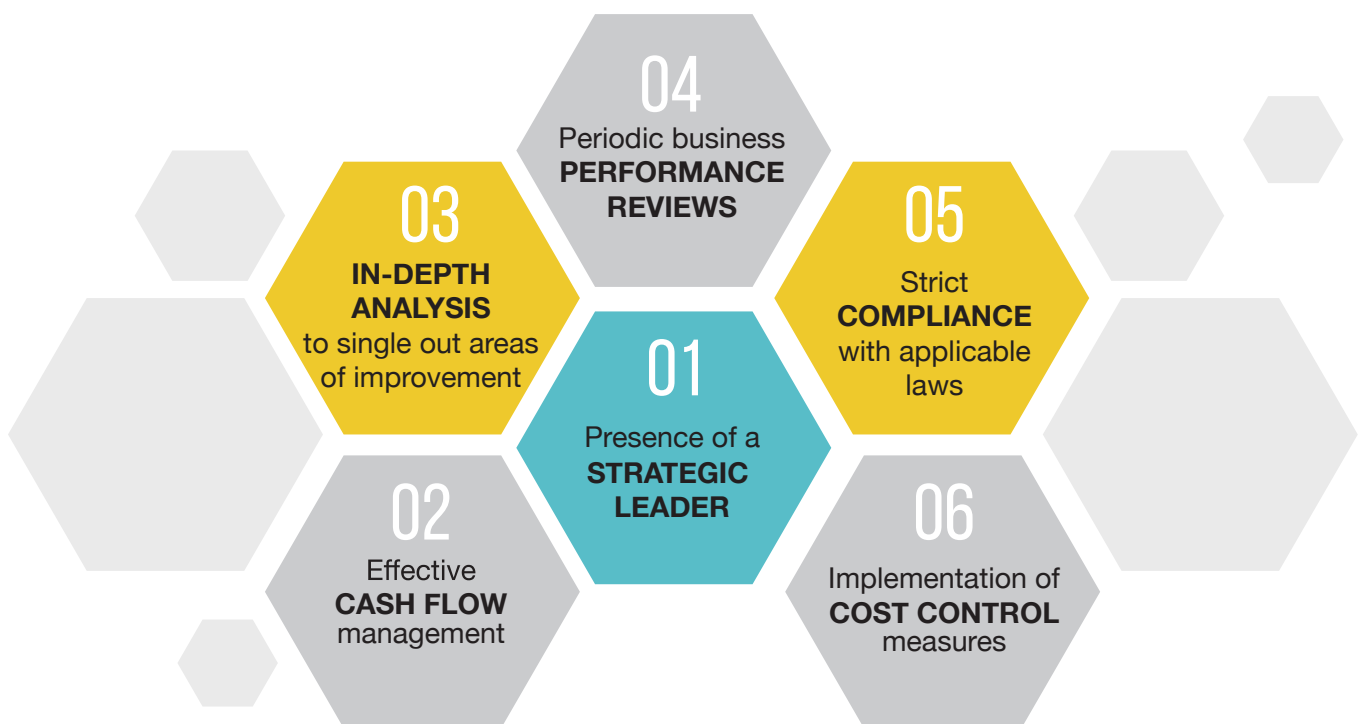 04
Periodic business
PERFORMANCE
REVIEWS
03
IN-DEPTH
ANALYSIS
to single out areas
of improvement
05
Strict
COMPLIANCE
with applicable
laws
01
Presence of a
STRATEGIC
LEADER
02
Effective
CASH FLOW
management
06
Implementation of
COST CONTROL
measures